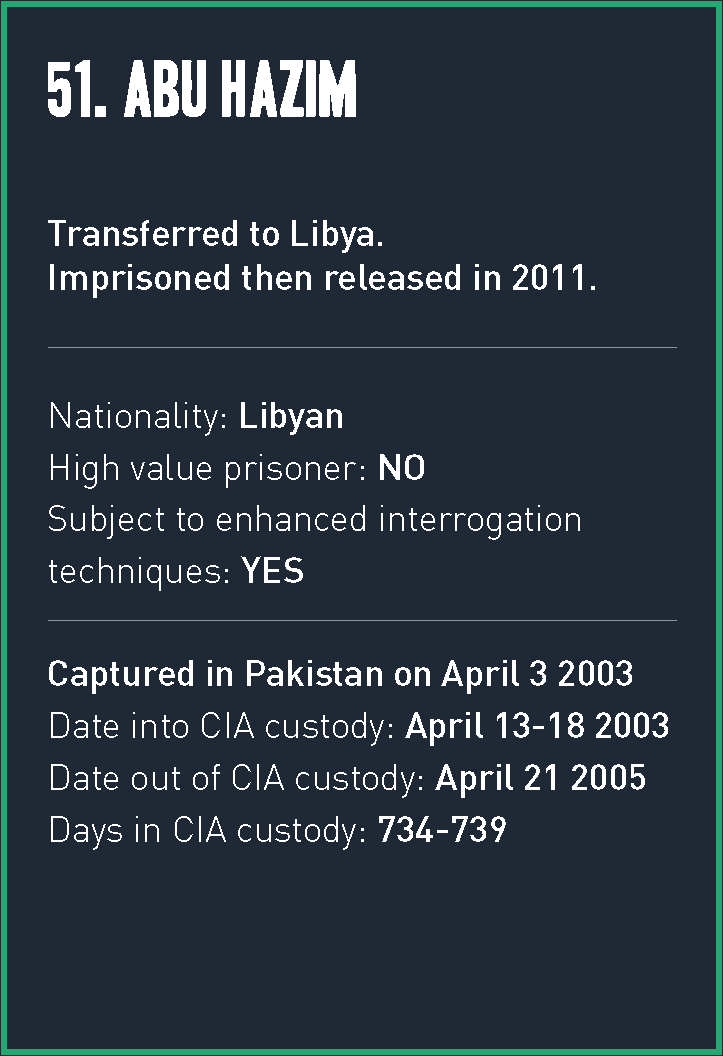 51. ABU HAZIM
Transferred to Libya.
Imprisoned then released in 2011.
Nationality: Libyan
High value prisoner: NO
Subject to enhanced interrogation
techniques: YES
Captured in Pakistan on April 3 2003
Date into CIA custody: April 13-18 2003
Date out of CIA custody: April 21 2005
Days in CIA custody: 734-739